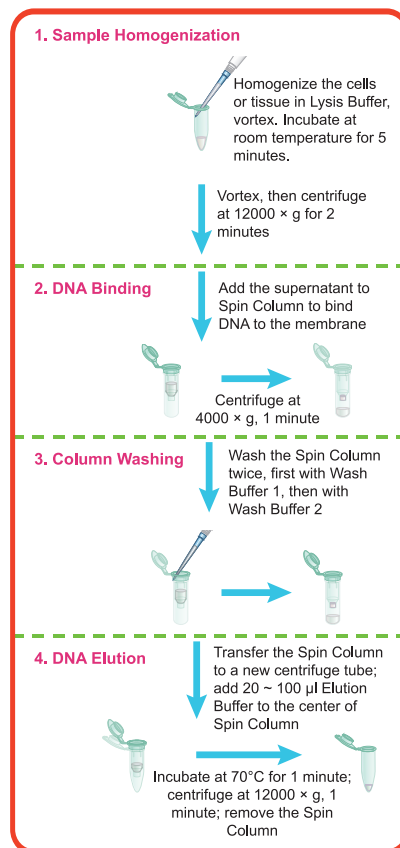 1. Sample Homogenization
Homogenize the cells
or tissue in Lysis Buffer,
vortex. Incubate at
room temperature for 5
minutes.
Vortex, then centrifuge
at 12000 × g for 2
minutes
2. DNA Binding
Add the supernatant to
Spin Column to bind
DNA to the membrane
Centrifuge at
4000 × g, 1 minute
3. Column Washing
Wash the Spin Column
twice, first with Wash
Buffer 1, then with
Wash Buffer 2
4. DNA Elution
Transfer the Spin Column
to a new centrifuge tube;
add 20 ~ 100 µl Elution
Buffer to the center of
Spin Column
Incubate at 70°C for 1 minute;
centrifuge at 12000 × g, 1
minute; remove the Spin
Column